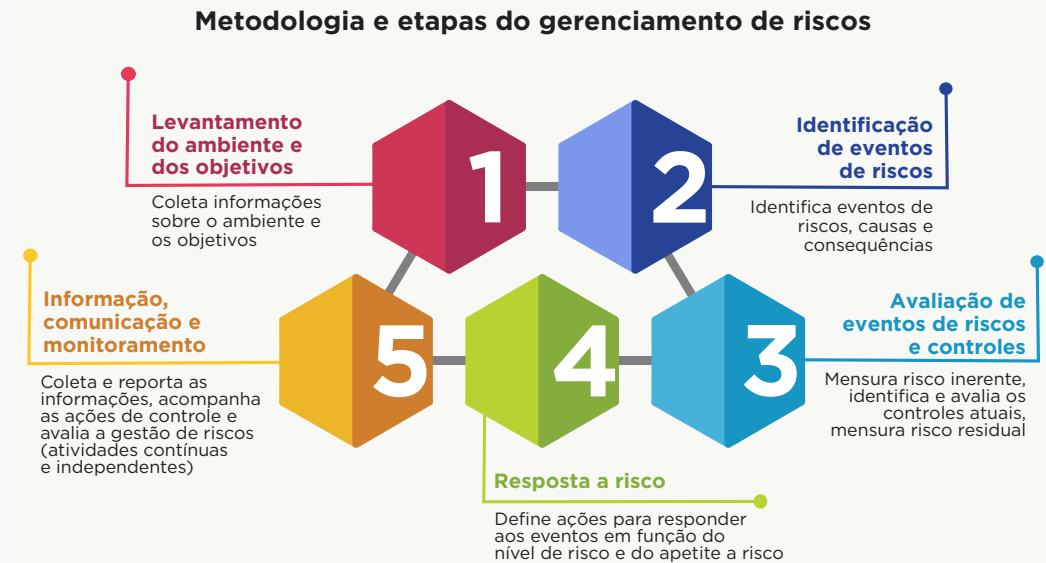 Metodologia e etapas do gerenciamento de riscos
1
Levantamento
do ambiente e
dos objetivos
Coleta informações
sobre o ambiente e
os objetivos
2
Identificação
de eventos
de riscos
Identifica eventos de
riscos, causas e
consequências
3
Avaliação de
eventos de riscos
e controles
Mensura risco inerente,
identifica e avalia os
controles atuais,
mensura risco residual
4
Resposta a risco
Define ações para responder
aos eventos em função do
nível de risco e do apetite a risco
5
Informação,
comunicação e
monitoramento
Coleta e reporta as
informações, acompanha
as ações de controle e
avalia a gestão de riscos
(atividades contínuas
e independentes)